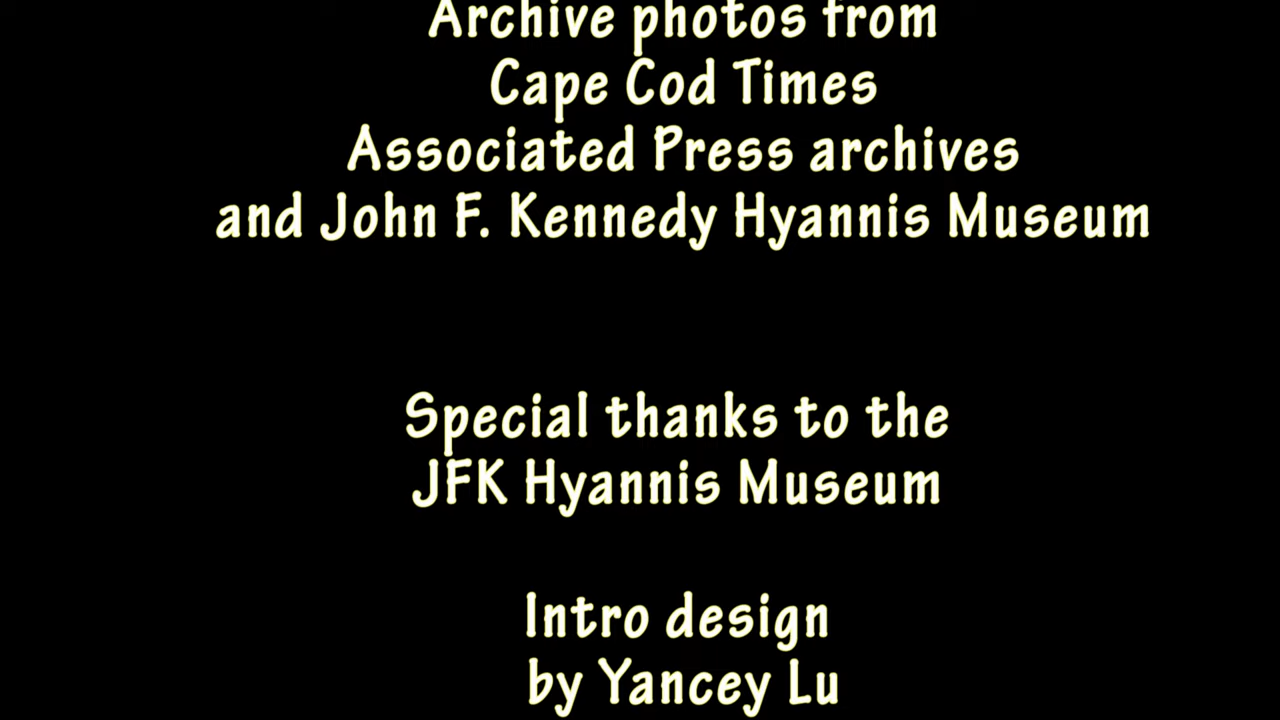 Archive photos from
Cape Cod Times
Associated Press archives
and John F. Kennedy Hyannis Museum
Special thanks to the
JFK Hyannis Museum
Intro design
by Yancey Lu